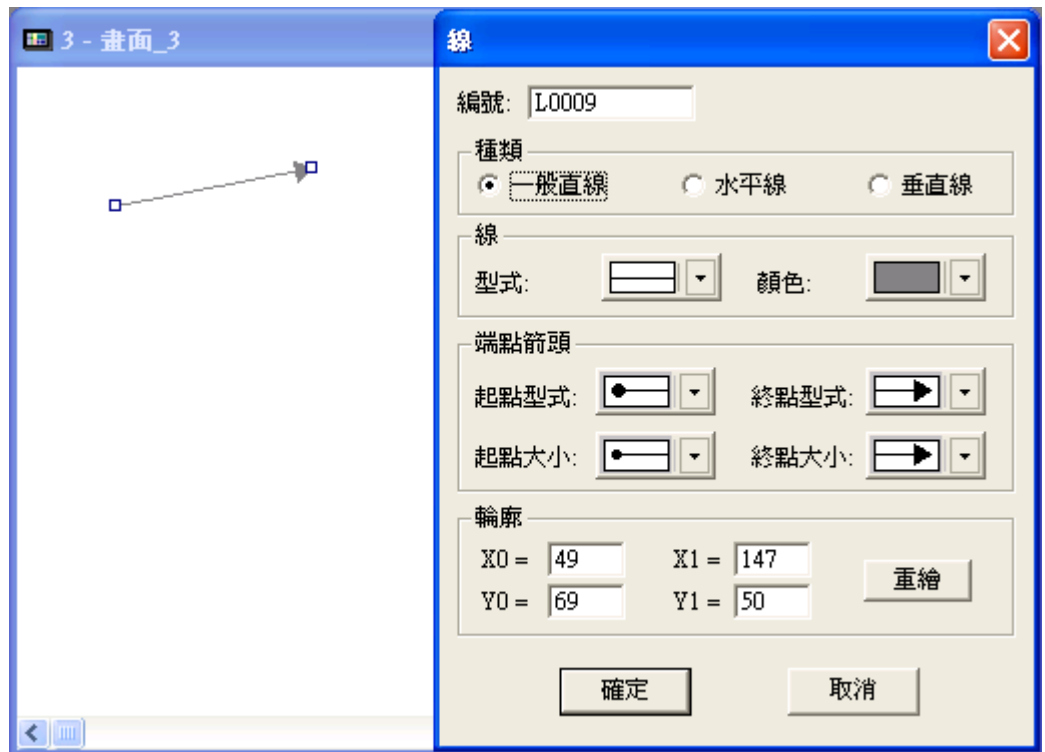 3 - 畫面_3
線
編號: L0009
種類
一般直線 水平線 垂直線
線
型式: 顏色:
端點箭頭
起點型式: 終點型式:
起點大小: 終點大小:
輪廓
X0 = 49 X1 = 147
Y0 = 69 Y1 = 50
重繪
確定 取消